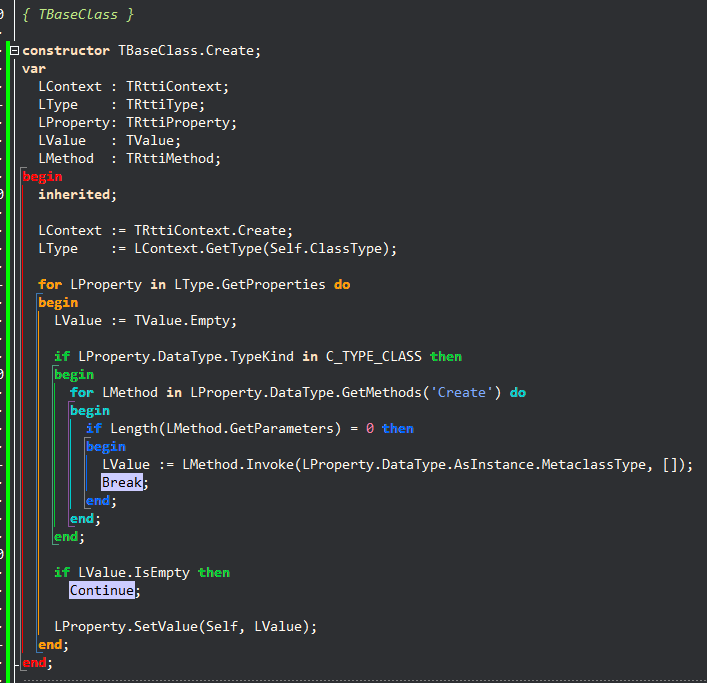 { TBaseClass }
constructor TBaseClass.Create;
var
LContext : TRttiContext;
LType    : TRttiType;
LProperty: TRttiProperty;
LValue   : TValue;
LMethod  : TRttiMethod;
begin
inherited;
LContext := TRttiContext.Create;
LType    := LContext.GetType(Self.ClassType);
for LProperty in LType.GetProperties do
begin
LValue := TValue.Empty;
if LProperty.DataType.TypeKind in C_TYPE_CLASS then
begin
for LMethod in LProperty.DataType.GetMethods('Create') do
begin
if Length(LMethod.GetParameters) = 0 then
begin
LValue := LMethod.Invoke(LProperty.DataType.AsInstance.MetaclassType, []);
Break;
end;
end;
end;
if LValue.IsEmpty then
Continue;
LProperty.SetValue(Self, LValue);
end;
end;